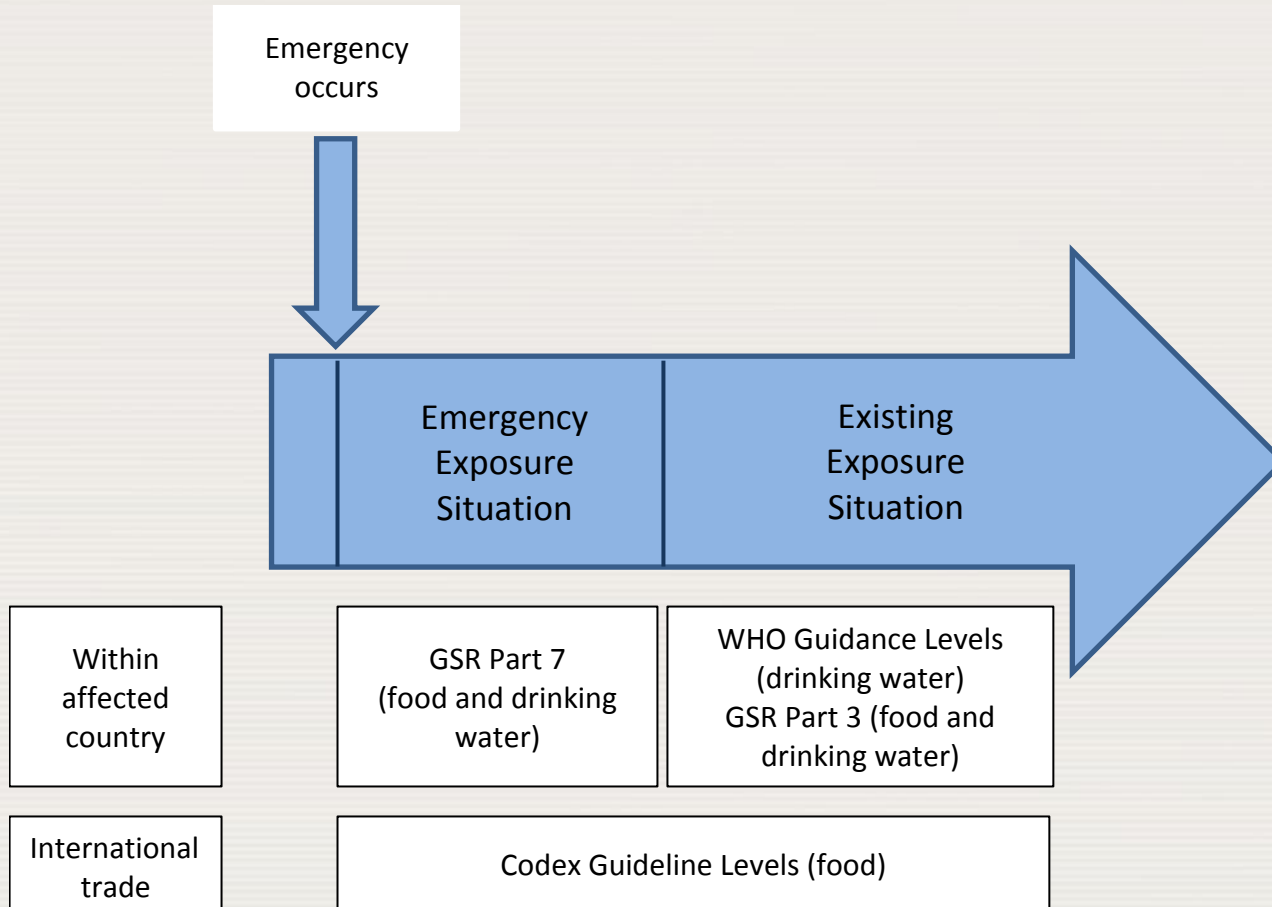 Emergency
occurs
Emergency
Exposure
Situation
Existing
Exposure
Situation
Within
affected
country
GSR Part 7
(food and drinking
water)
WHO Guidance Levels
(drinking water)
GSR Part 3 (food and
drinking water)
International
trade
Codex Guideline Levels (food)